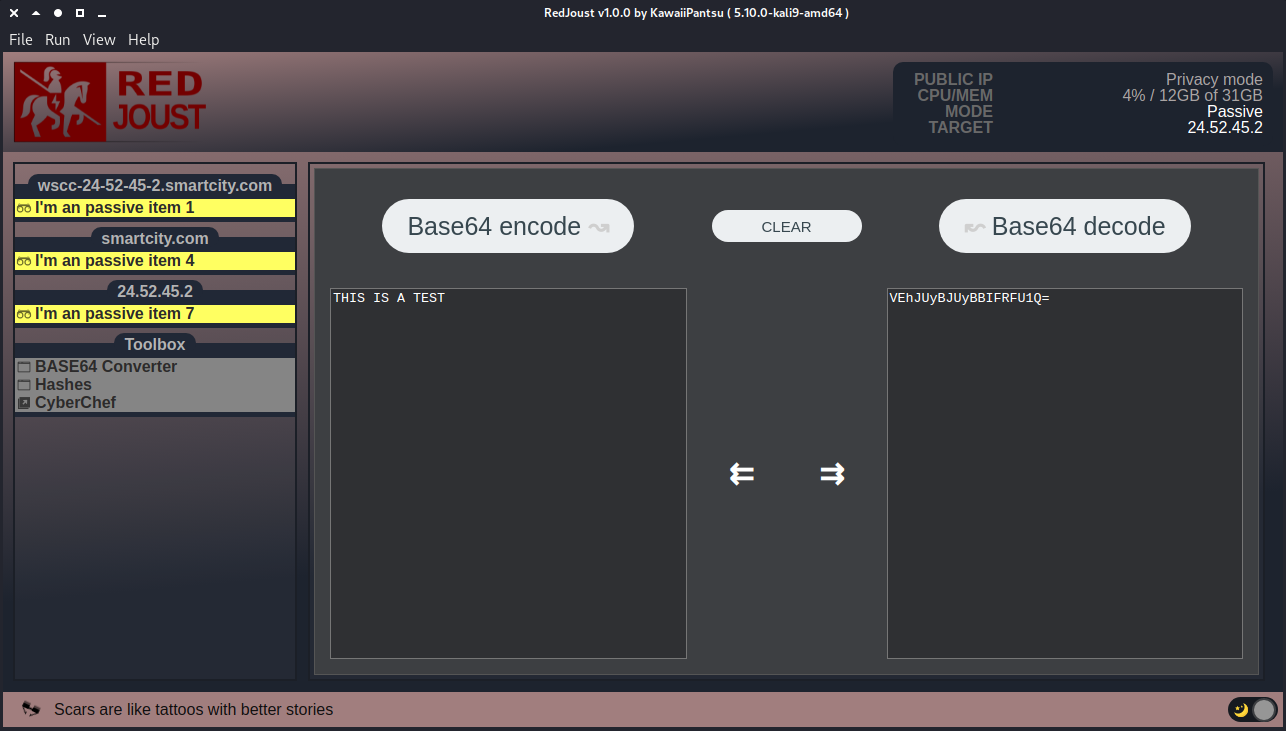 RedJoust v1.0.0 by KawaiiPantsu ( 5.10.0-kali9-amd64 )
File Run View Help
RED
JOUST
PUBLIC IP Privacy mode
CPU/MEM 4% / 12GB of 31GB
MODE Passive
TARGET 24.52.45.2
wscc-24-52-45-2.smartcity.com
I'm an passive item 1
smartcity.com
I'm an passive item 4
24.52.45.2
I'm an passive item 7
Toolbox
BASE64 Converter
Hashes
CyberChef
Base64 encode
CLEAR
Base64 decode
THIS IS A TEST
VEhJUyBJUyBBIFRFU1Q=
Scars are like tattoos with better stories